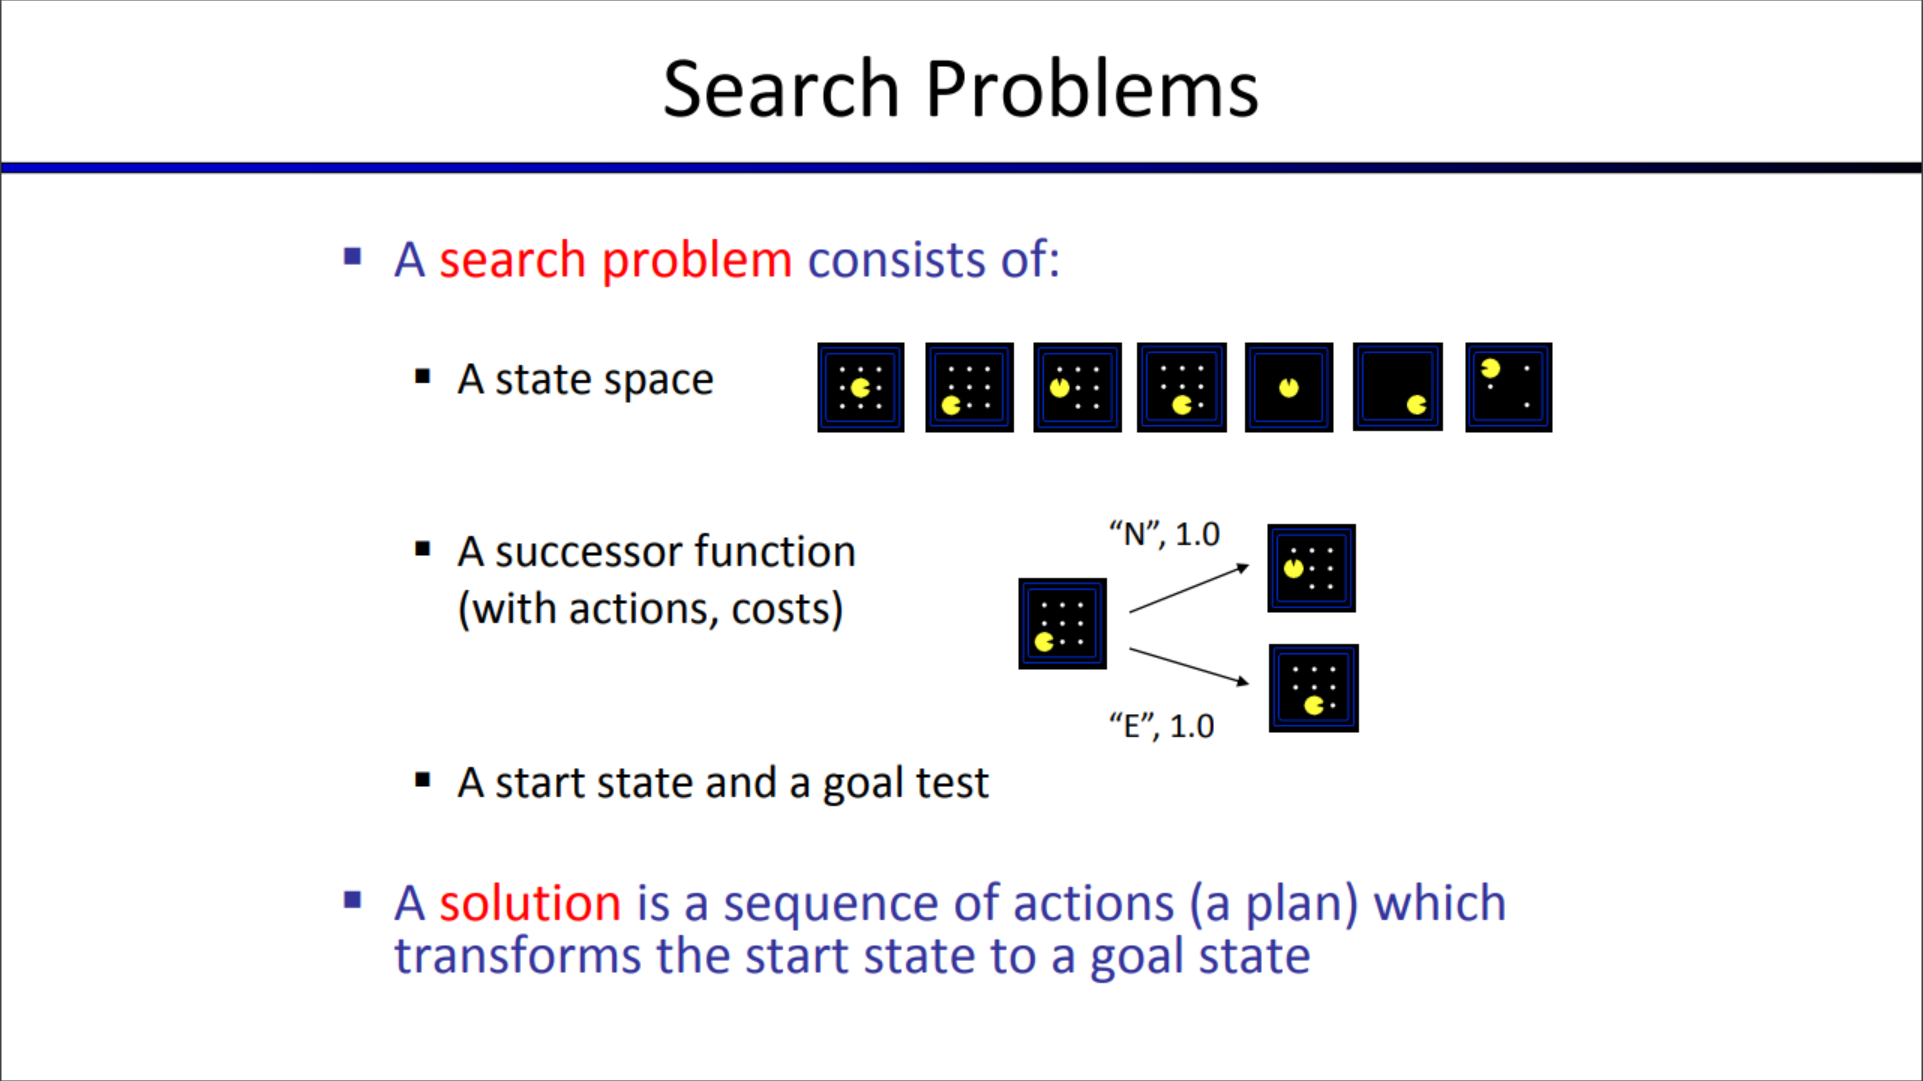 Search Problems
▪ A search problem consists of:
▪ A state space
▪ A successor function
(with actions, costs)
“N”, 1.0
“E”, 1.0
▪ A start state and a goal test
▪ A solution is a sequence of actions (a plan) which
transforms the start state to a goal state